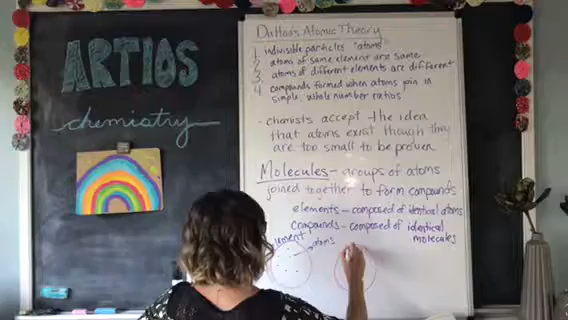 ARTIOS
chemistry
Dalton's Atomic Theory
1. indivisible particles "atoms"
2. atoms of same element are same
3. atoms of different elements are different
4. compounds formed when atoms join in
simple, whole number ratios
- chemists accept the idea
that atoms exist though they
are too small to be proven
Molecules - groups of atoms
joined together to form compounds
elements - composed of identical atoms
compounds - composed of identical
molecules
atoms